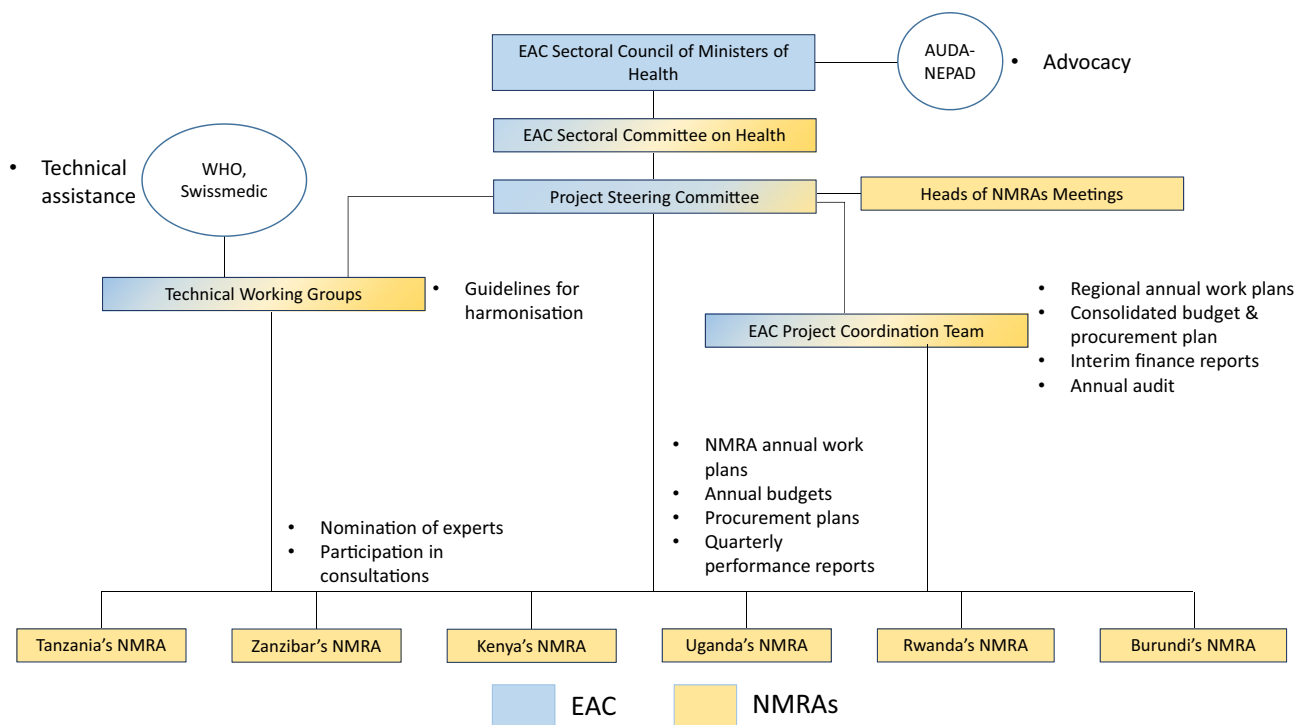 EAC Sectoral Council of Ministers of
Health
AUDA-
NEPAD
• Advocacy
EAC Sectoral Committee on Health
• Technical
assistance
WHO,
Swissmedic
Project Steering Committee
Heads of NMRAs Meetings
Technical Working Groups
• Guidelines for
harmonisation
EAC Project Coordination Team
• Regional annual work plans
• Consolidated budget &
procurement plan
• Interim finance reports
• Annual audit
• NMRA annual work
plans
• Annual budgets
• Procurement plans
• Quarterly
performance reports
• Nomination of experts
• Participation in
consultations
Tanzania’s NMRA
Zanzibar’s NMRA
Kenya’s NMRA
Uganda’s NMRA
Rwanda’s NMRA
Burundi’s NMRA
EAC
NMRAs